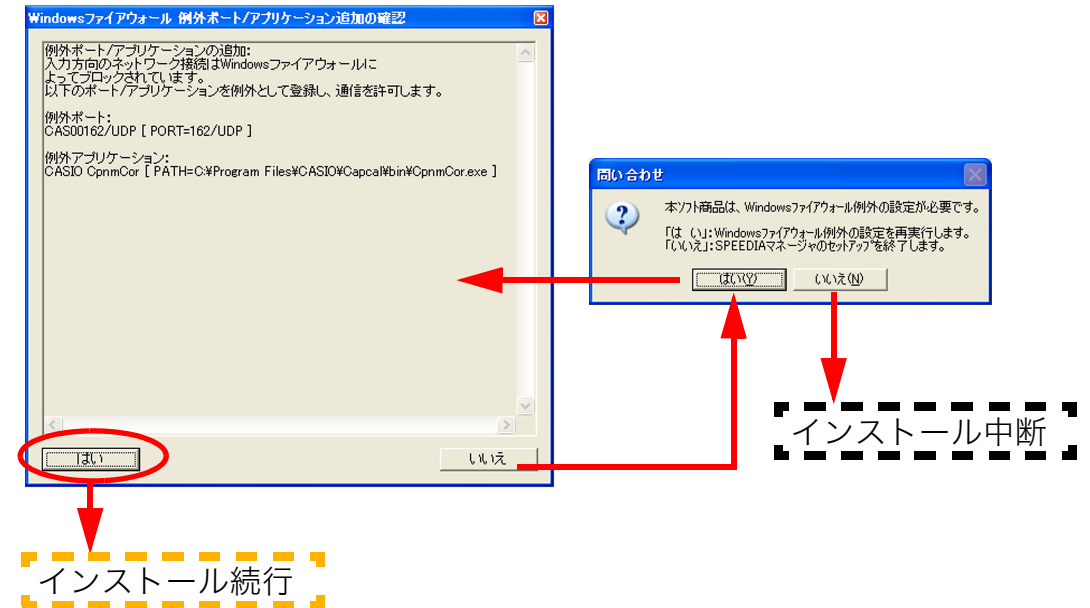 Windowsファイアウォール 例外ポート/アプリケーション追加の確認
例外ポート/アプリケーションの追加:
入力方向のネットワーク接続はWindowsファイアウォールに
よってブロックされています。
以下のポート/アプリケーションを例外として登録し、通信を許可します。
例外ポート:
CAS00162/UDP [ PORT=162/UDP ]
例外アプリケーション:
CASIO CpnmCor [ PATH=C:¥Program Files¥CASIO¥Capcal¥bin¥CpnmCor.exe ]
はい
いいえ
問い合わせ
本ソフト商品は、Windowsファイアウォール例外の設定が必要です。
「は い」:Windowsファイアウォール例外の設定を再実行します。
「いいえ」:SPEEDIAマネージャのセットアップを終了します。
はい(Y)
いいえ(N)
インストール中断
インストール続行